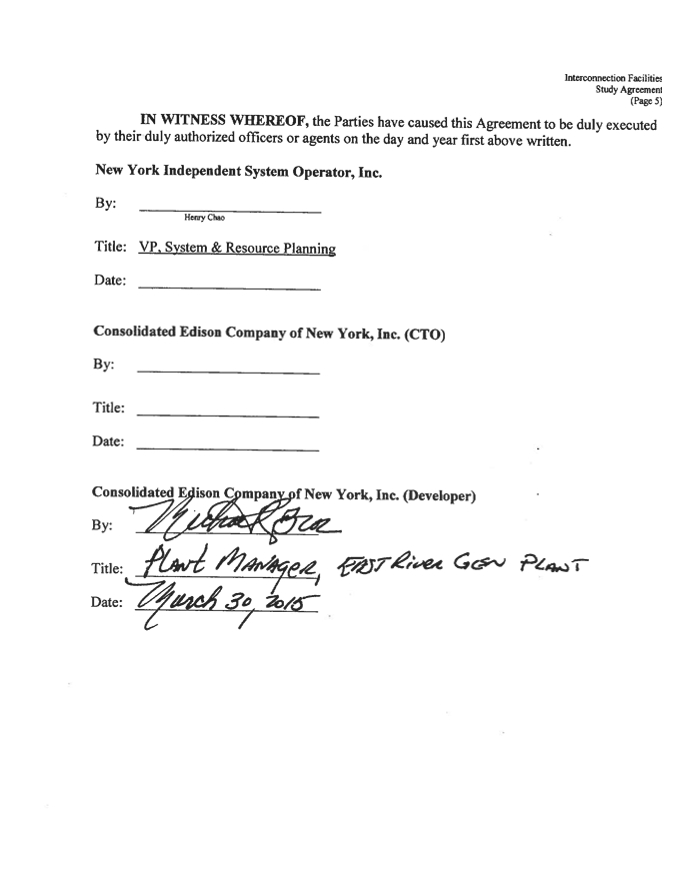 Interconnection Facilities
Study Agreement
(Page 5)
IN WITNESS WHEREOF, the Parties have caused this Agreement to be duly executed
by their duly authorized officers or agents on the day and year first above written.
New York Independent System Operator, Inc.
By:
Henry Chao
Title: VP, System & Resource Planning
Date:
Consolidated Edison Company of New York, Inc. (CTO)
By:
Title:
Date:
Consolidated Edison Company of New York, Inc. (Developer)
By:
Title: PLANT MANAGER, EAST RIVER GEN PLANT
Date: March 30, 2015